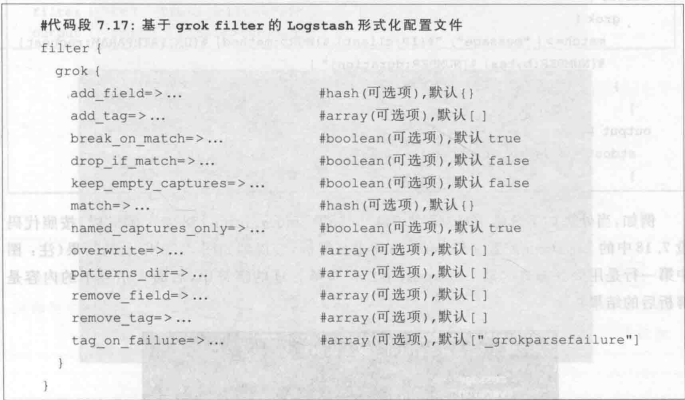 #代码段 7.17: 基于 grok filter 的 Logstash 形式化配置文件
filter {
grok {
add_field=>... #hash(可选项),默认{}
add_tag=>... #array(可选项),默认[ ]
break_on_match=>... #boolean(可选项),默认 true
drop_if_match=>... #boolean(可选项),默认 false
keep_empty_captures=>... #boolean(可选项),默认 false
match=>... #hash(可选项),默认{}
named_captures_only=>... #boolean(可选项),默认 true
overwrite=>... #array(可选项),默认[ ]
patterns_dir=>... #array(可选项),默认[ ]
remove_field=>... #array(可选项),默认[ ]
remove_tag=>... #array(可选项),默认[ ]
tag_on_failure=>... #array(可选项),默认["_grokparsefailure"]
}
}